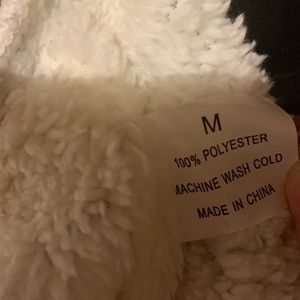 M
100% POLYESTER
MACHINE WASH COLD
MADE IN CHINA